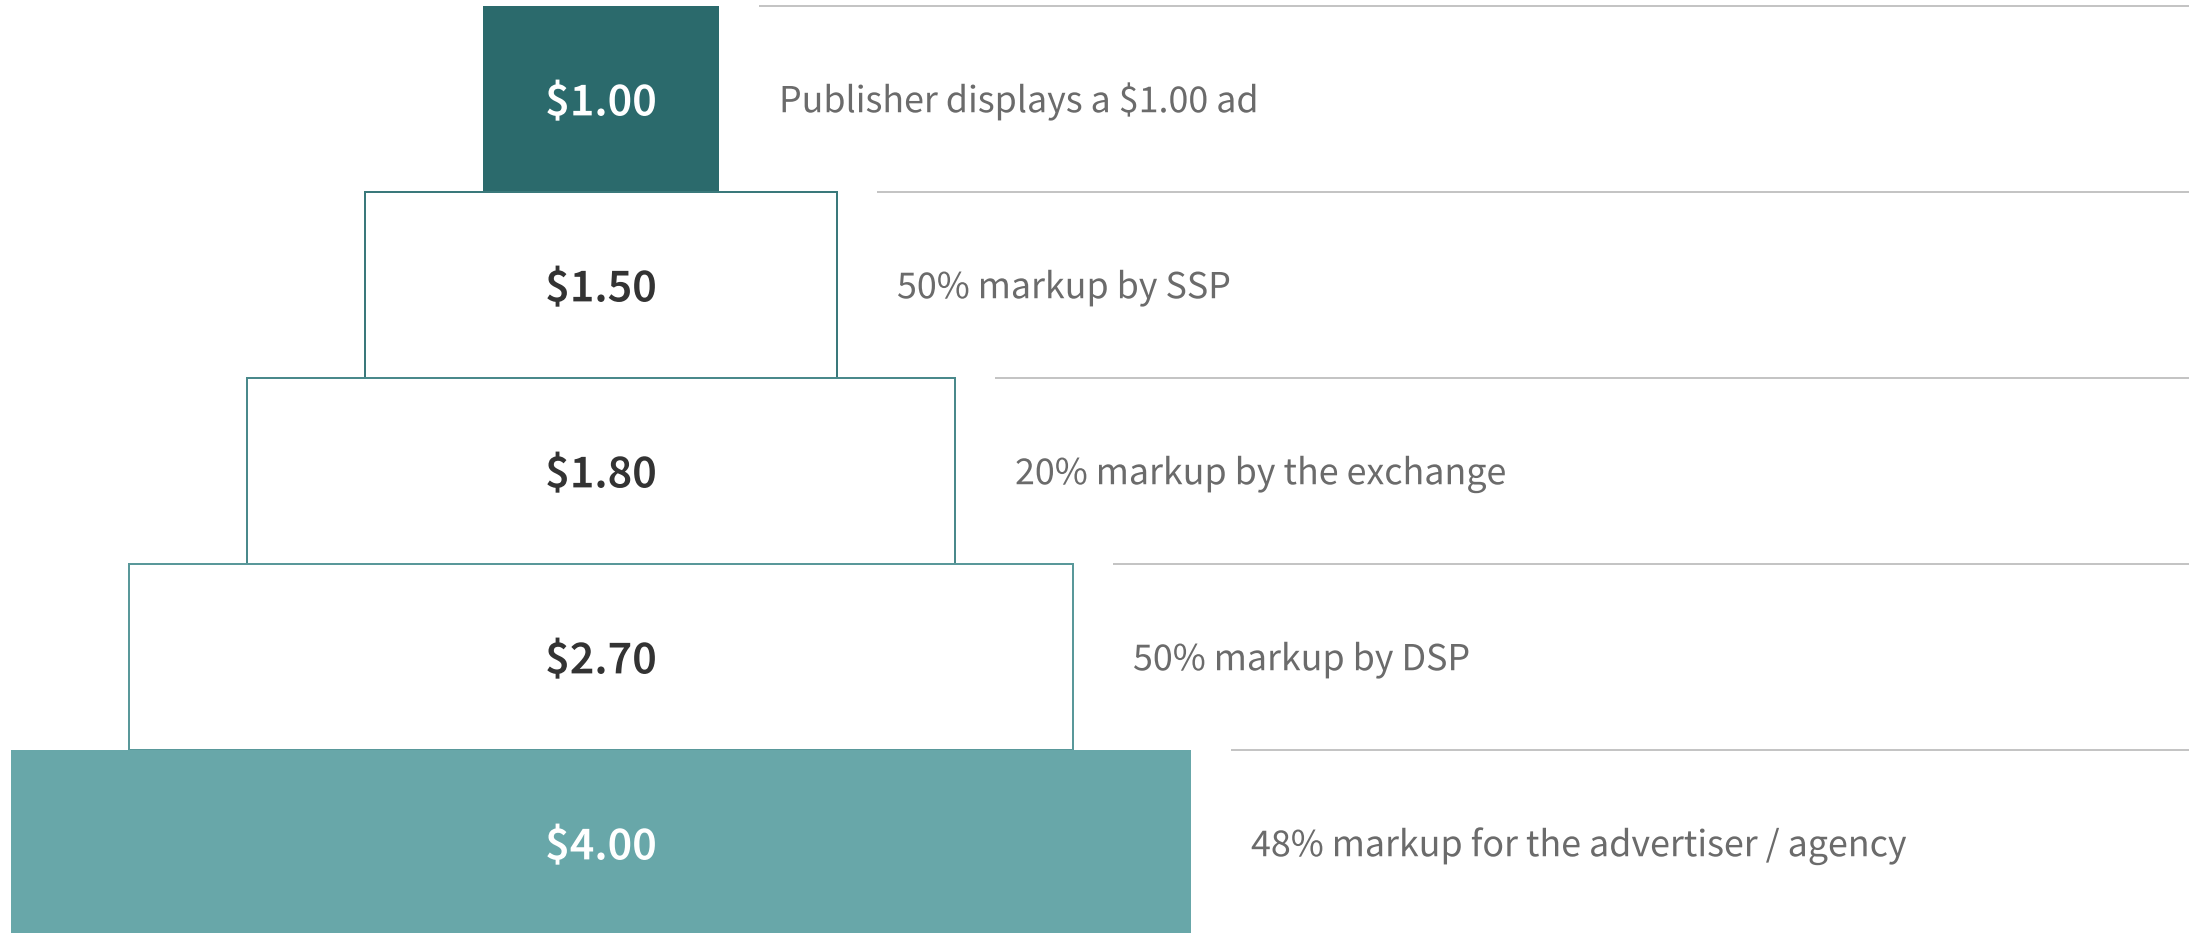 $1.00
Publisher displays a $1.00 ad
$1.50
50% markup by SSP
$1.80
20% markup by the exchange
$2.70
50% markup by DSP
$4.00
48% markup for the advertiser / agency